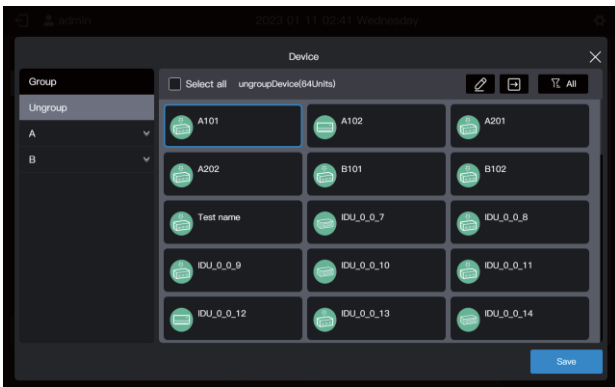 admin 2023 01 11 02:41 Wednesday
Device
Group
Select all ungroupDevice(64Units) All
Ungroup
A
B
A101 A102 A201
A202 B101 B102
Test name IDU_0_0_7 IDU_0_0_8
IDU_0_0_9 IDU_0_0_10 IDU_0_0_11
IDU_0_0_12 IDU_0_0_13 IDU_0_0_14
Save